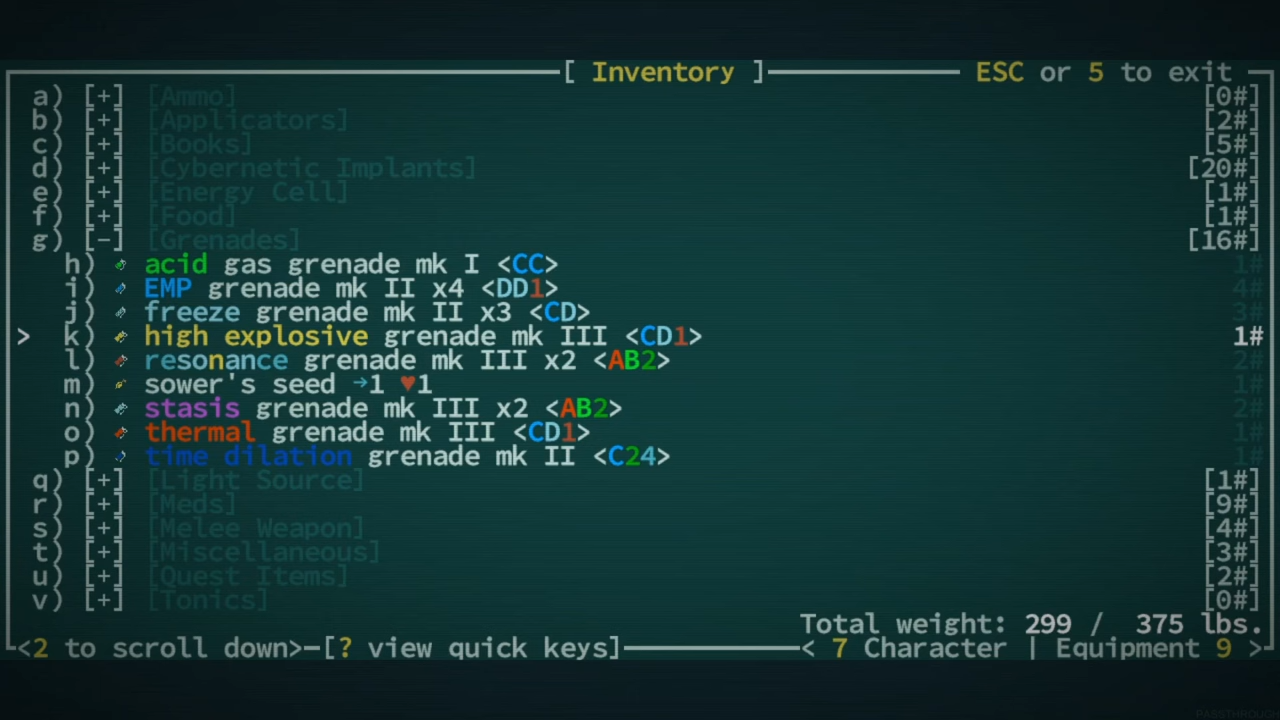 [ Inventory ] ESC or 5 to exit
a) [+] [Ammo] [0#]
b) [+] [Applicators] [2#]
c) [+] [Books] [5#]
d) [+] [Cybernetic Implants] [20#]
e) [+] [Energy Cell] [1#]
f) [+] [Food] [1#]
g) [-] [Grenades] [16#]
h) acid gas grenade mk I <CC> 1#
i) EMP grenade mk II x4 <DD1> 4#
j) freeze grenade mk II x3 <CD> 3#
> k) high explosive grenade mk III <CD1> 1#
l) resonance grenade mk III x2 <AB2> 2#
m) sower's seed →1 ♥1 1#
n) stasis grenade mk III x2 <AB2> 2#
o) thermal grenade mk III <CD1> 1#
p) time dilation grenade mk II <C24> 1#
q) [+] [Light Source] [1#]
r) [+] [Meds] [9#]
s) [+] [Melee Weapon] [4#]
t) [+] [Miscellaneous] [3#]
u) [+] [Quest Items] [2#]
v) [+] [Tonics] [0#]
Total weight: 299 / 375 lbs.
<2 to scroll down> [? view quick keys] < 7 Character | Equipment 9 >